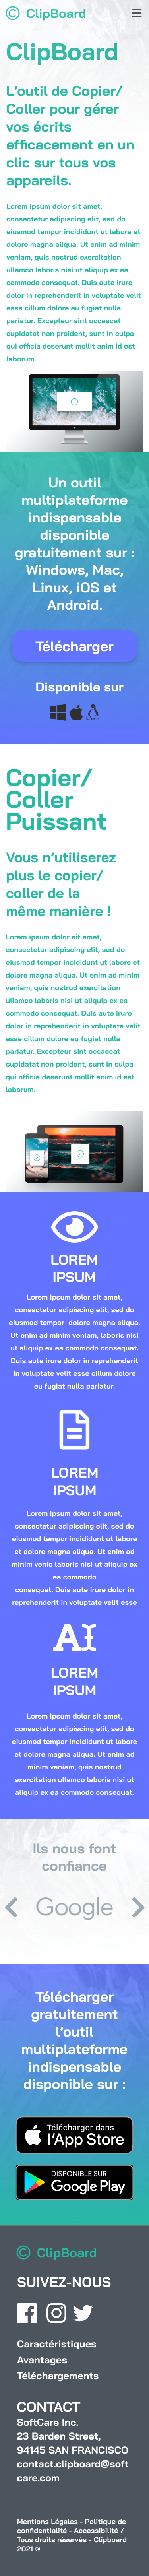 © ClipBoard
ClipBoard
L'outil de Copier/
Coller pour gérer
vos écrits
efficacement en un
clic sur tous vos
appareils.
Lorem ipsum dolor sit amet,
consectetur adipiscing elit, sed do
eiusmod tempor incididunt ut labore et
dolore magna aliqua. Ut enim ad minim
veniam, quis nostrud exercitation
ullamco laboris nisi ut aliquip ex ea
commodo consequat. Duis aute irure
dolor in reprehenderit in voluptate velit
esse cillum dolore eu fugiat nulla
pariatur. Excepteur sint occaecat
cupidatat non proident, sunt in culpa
qui officia deserunt mollit anim id est
laborum.
Un outil
multiplateforme
indispensable
disponible
gratuitement sur :
Windows, Mac,
Linux, iOS et
Android.
Télécharger
Disponible sur
Copier/
Coller
Puissant
Vous n'utiliserez
plus le copier/
coller de la
même manière !
Lorem ipsum dolor sit amet,
consectetur adipiscing elit, sed do
eiusmod tempor incididunt ut labore et
dolore magna aliqua. Ut enim ad minim
veniam, quis nostrud exercitation
ullamco laboris nisi ut aliquip ex ea
commodo consequat. Duis aute irure
dolor in reprehenderit in voluptate velit
esse cillum dolore eu fugiat nulla
pariatur. Excepteur sint occaecat
cupidatat non proident, sunt in culpa
qui officia deserunt mollit anim id est
laborum.
LOREM
IPSUM
Lorem ipsum dolor sit amet,
consectetur adipiscing elit, sed do
eiusmod tempor dolore magna aliqua.
Ut enim ad minim veniam, laboris nisi
ut aliquip ex ea commodo consequat.
Duis aute irure dolor in reprehenderit
in voluptate velit esse cillum dolore
eu fugiat nulla pariatur.
LOREM
IPSUM
Lorem ipsum dolor sit amet,
consectetur adipiscing elit, sed do
eiusmod tempor incididunt ut labore
et dolore magna aliqua. Ut enim ad
minim venio laboris nisi ut aliquip ex
ea commodo
consequat. Duis aute irure dolor in
reprehenderit in voluptate velit esse
AI
LOREM
IPSUM
Lorem ipsum dolor sit amet,
consectetur adipiscing elit, sed do
eiusmod tempor incididunt ut labore
et dolore magna aliqua. Ut enim ad
minim veniam, quis nostrud
exercitation ullamco laboris nisi ut
aliquip ex ea commodo consequat.
Ils nous font
confiance
Google
Télécharger
gratuitement
l'outil
multiplateforme
indispensable
disponible sur :
Télécharger dans
l'App Store
DISPONIBLE SUR
Google Play
© ClipBoard
SUIVEZ-NOUS
Caractéristiques
Avantages
Téléchargements
CONTACT
SoftCare Inc.
23 Barden Street,
94145 SAN FRANCISCO
contact.clipboard@soft
care.com
Mentions Légales - Politique de
confidentialité - Accessibilité /
Tous droits réservés - Clipboard
2021 ©